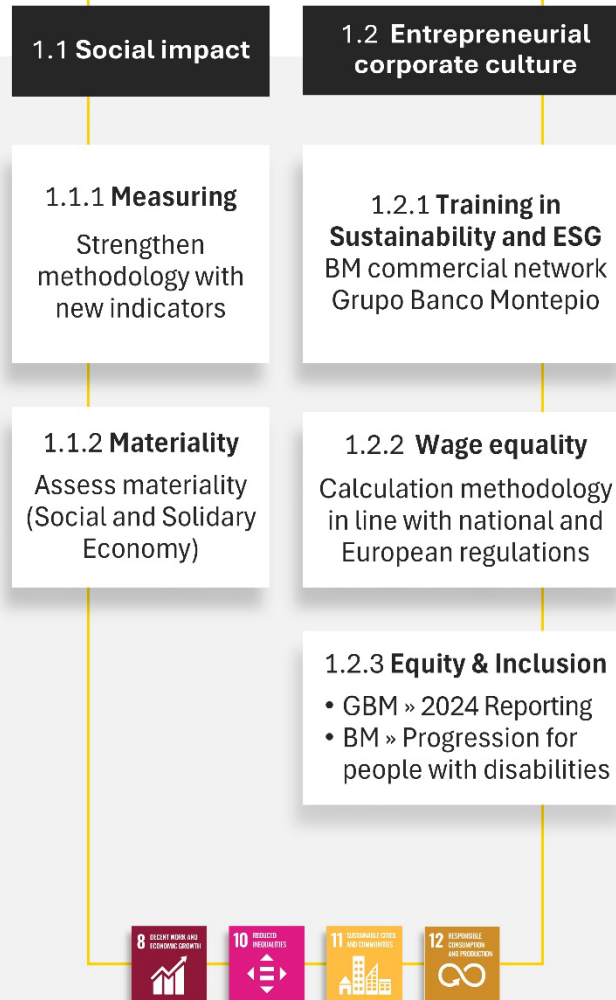 1.1 Social impact
1.1.1 Measuring
Strengthen
methodology with
new indicators
1.1.2 Materiality
Assess materiality
(Social and Solidary
Economy)
1.2 Entrepreneurial
corporate culture
1.2.1 Training in
Sustainability and ESG
BM commercial network
Grupo Banco Montepio
1.2.2 Wage equality
Calculation methodology
in line with national and
European regulations
1.2.3 Equity & Inclusion
• GBM » 2024 Reporting
• BM » Progression for
people with disabilities
8 DECENT WORK AND
ECONOMIC GROWTH
10 REDUCED
INEQUALITIES
11 SUSTAINABLE CITIES
AND COMMUNITIES
12 RESPONSIBLE
CONSUMPTION
AND PRODUCTION